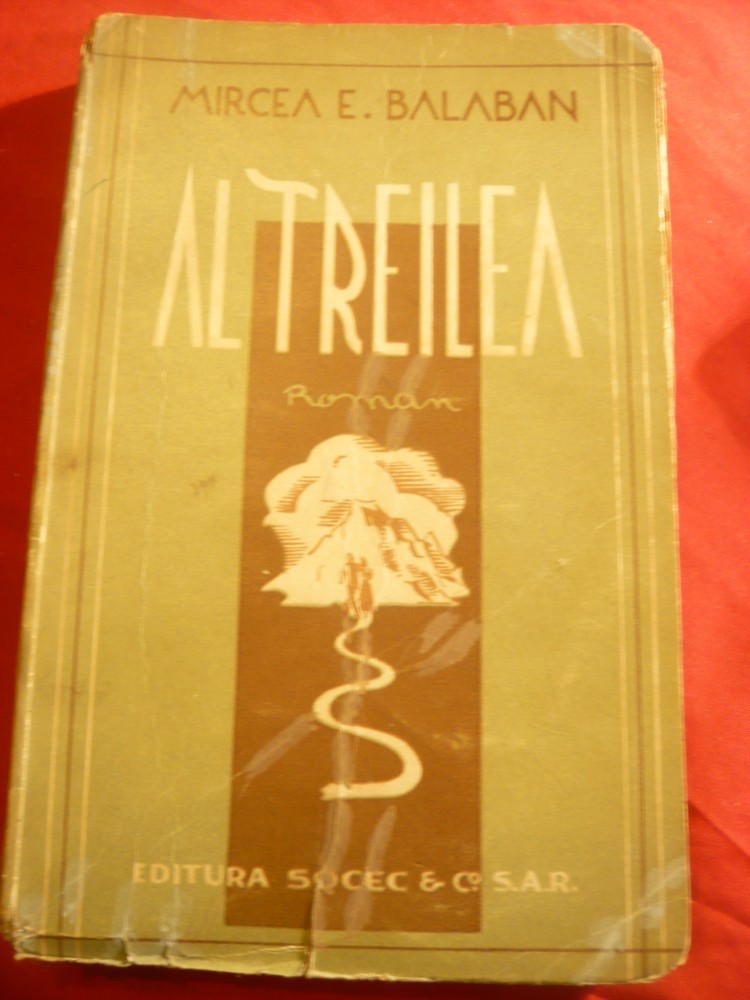 MIRCEA E. BALABAN
AL TREILEA
Roman
EDITURA SOCEC & Cº. S.A.R.